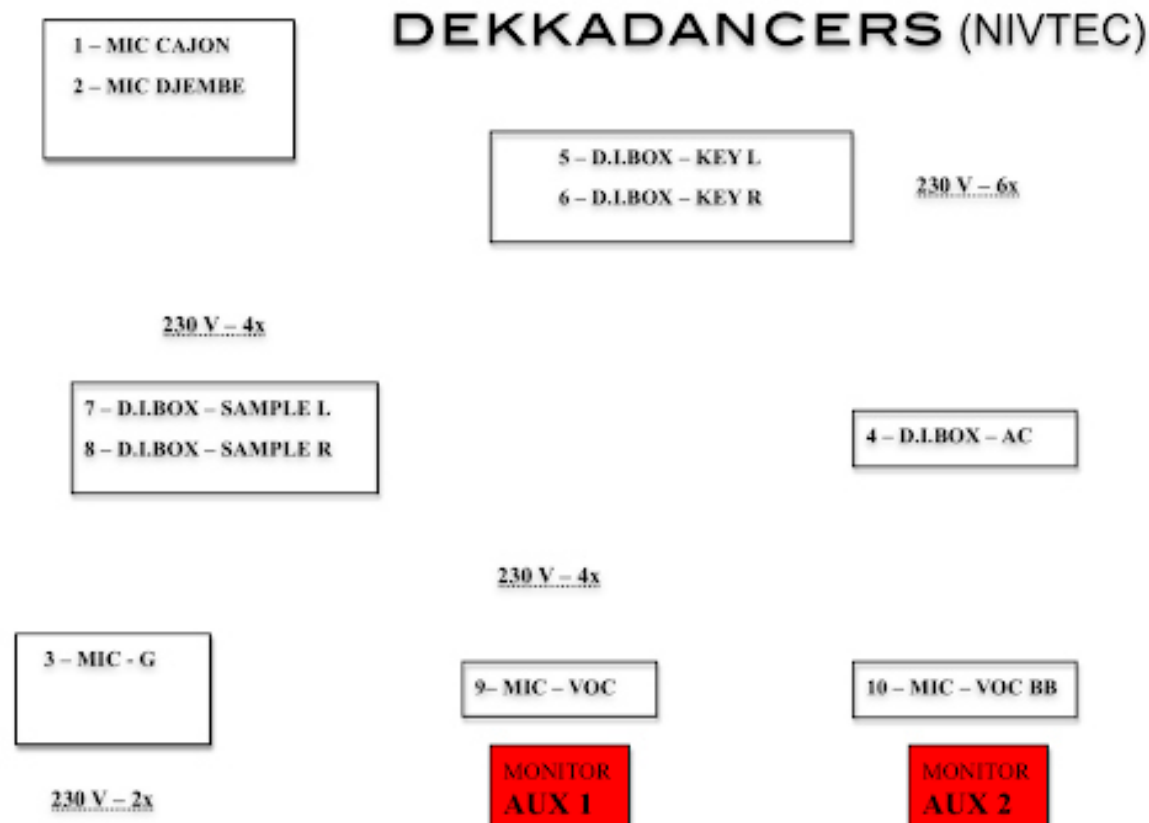 DEKKADANCERS (NIVTEC)
1 – MIC CAJON
2 – MIC DJEMBE
5 – D.I.BOX – KEY L
6 – D.I.BOX – KEY R
230 V – 6x
230 V – 4x
7 – D.I.BOX – SAMPLE L
8 – D.I.BOX – SAMPLE R
4 – D.I.BOX – AC
230 V – 4x
3 – MIC - G
9– MIC – VOC
10 – MIC – VOC BB
230 V – 2x
MONITOR
AUX 1
MONITOR
AUX 2